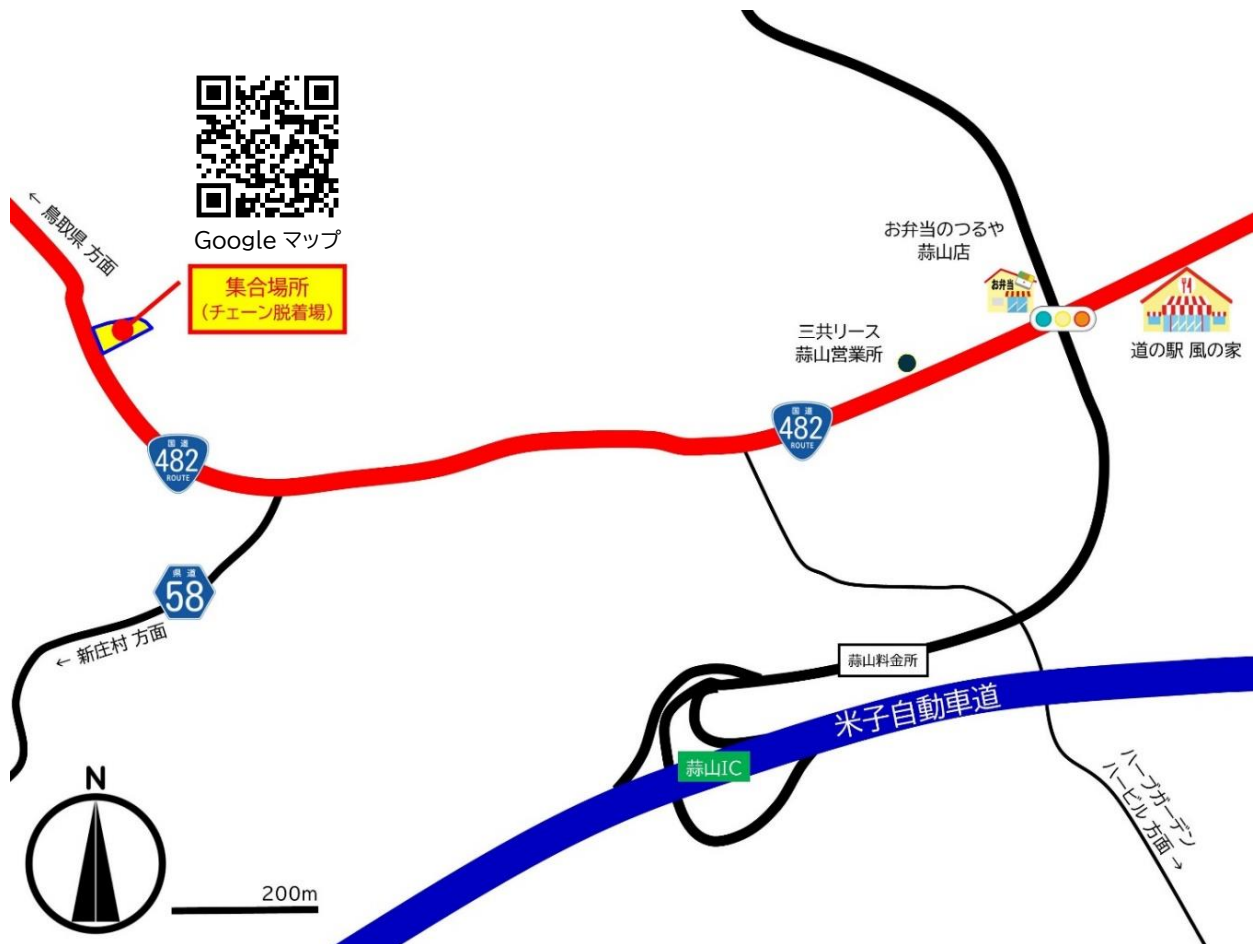 Google マップ
← 鳥取県 方面
集合場所
(チェーン脱着場)
お弁当のつるや
蒜山店
お弁当
三共リース
蒜山営業所
道の駅 風の家
国道
482
ROUTE
国道
482
ROUTE
県道
58
← 新庄村 方面
蒜山料金所
米子自動車道
蒜山IC
ハーブガーデン
ハービル 方面 →
N
200m